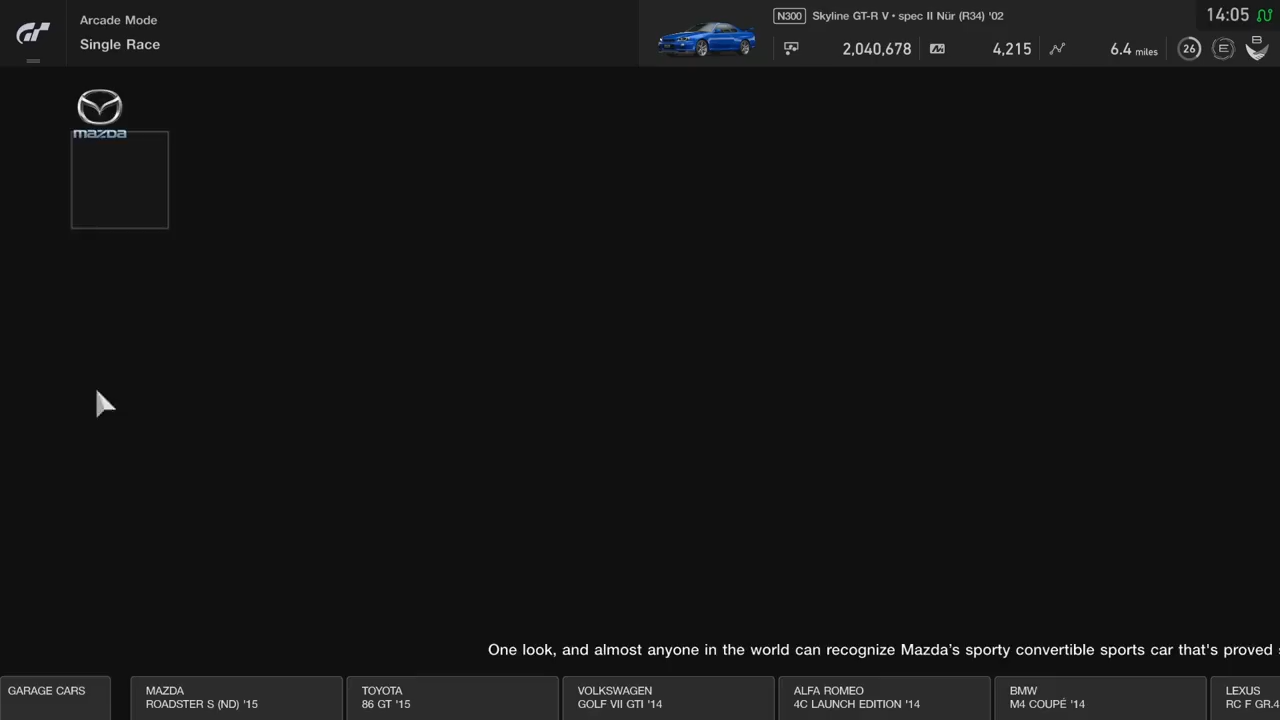 Arcade Mode
Single Race
N300 Skyline GT-R V • spec II Nür (R34) '02
2,040,678 4,215 6.4 miles 26 E B
14:05
mazda
One look, and almost anyone in the world can recognize Mazda's sporty convertible sports car that's proved
GARAGE CARS
MAZDA
ROADSTER S (ND) '15
TOYOTA
86 GT '15
VOLKSWAGEN
GOLF VII GTI '14
ALFA ROMEO
4C LAUNCH EDITION '14
BMW
M4 COUPÉ '14
LEXUS
RC F GR.4